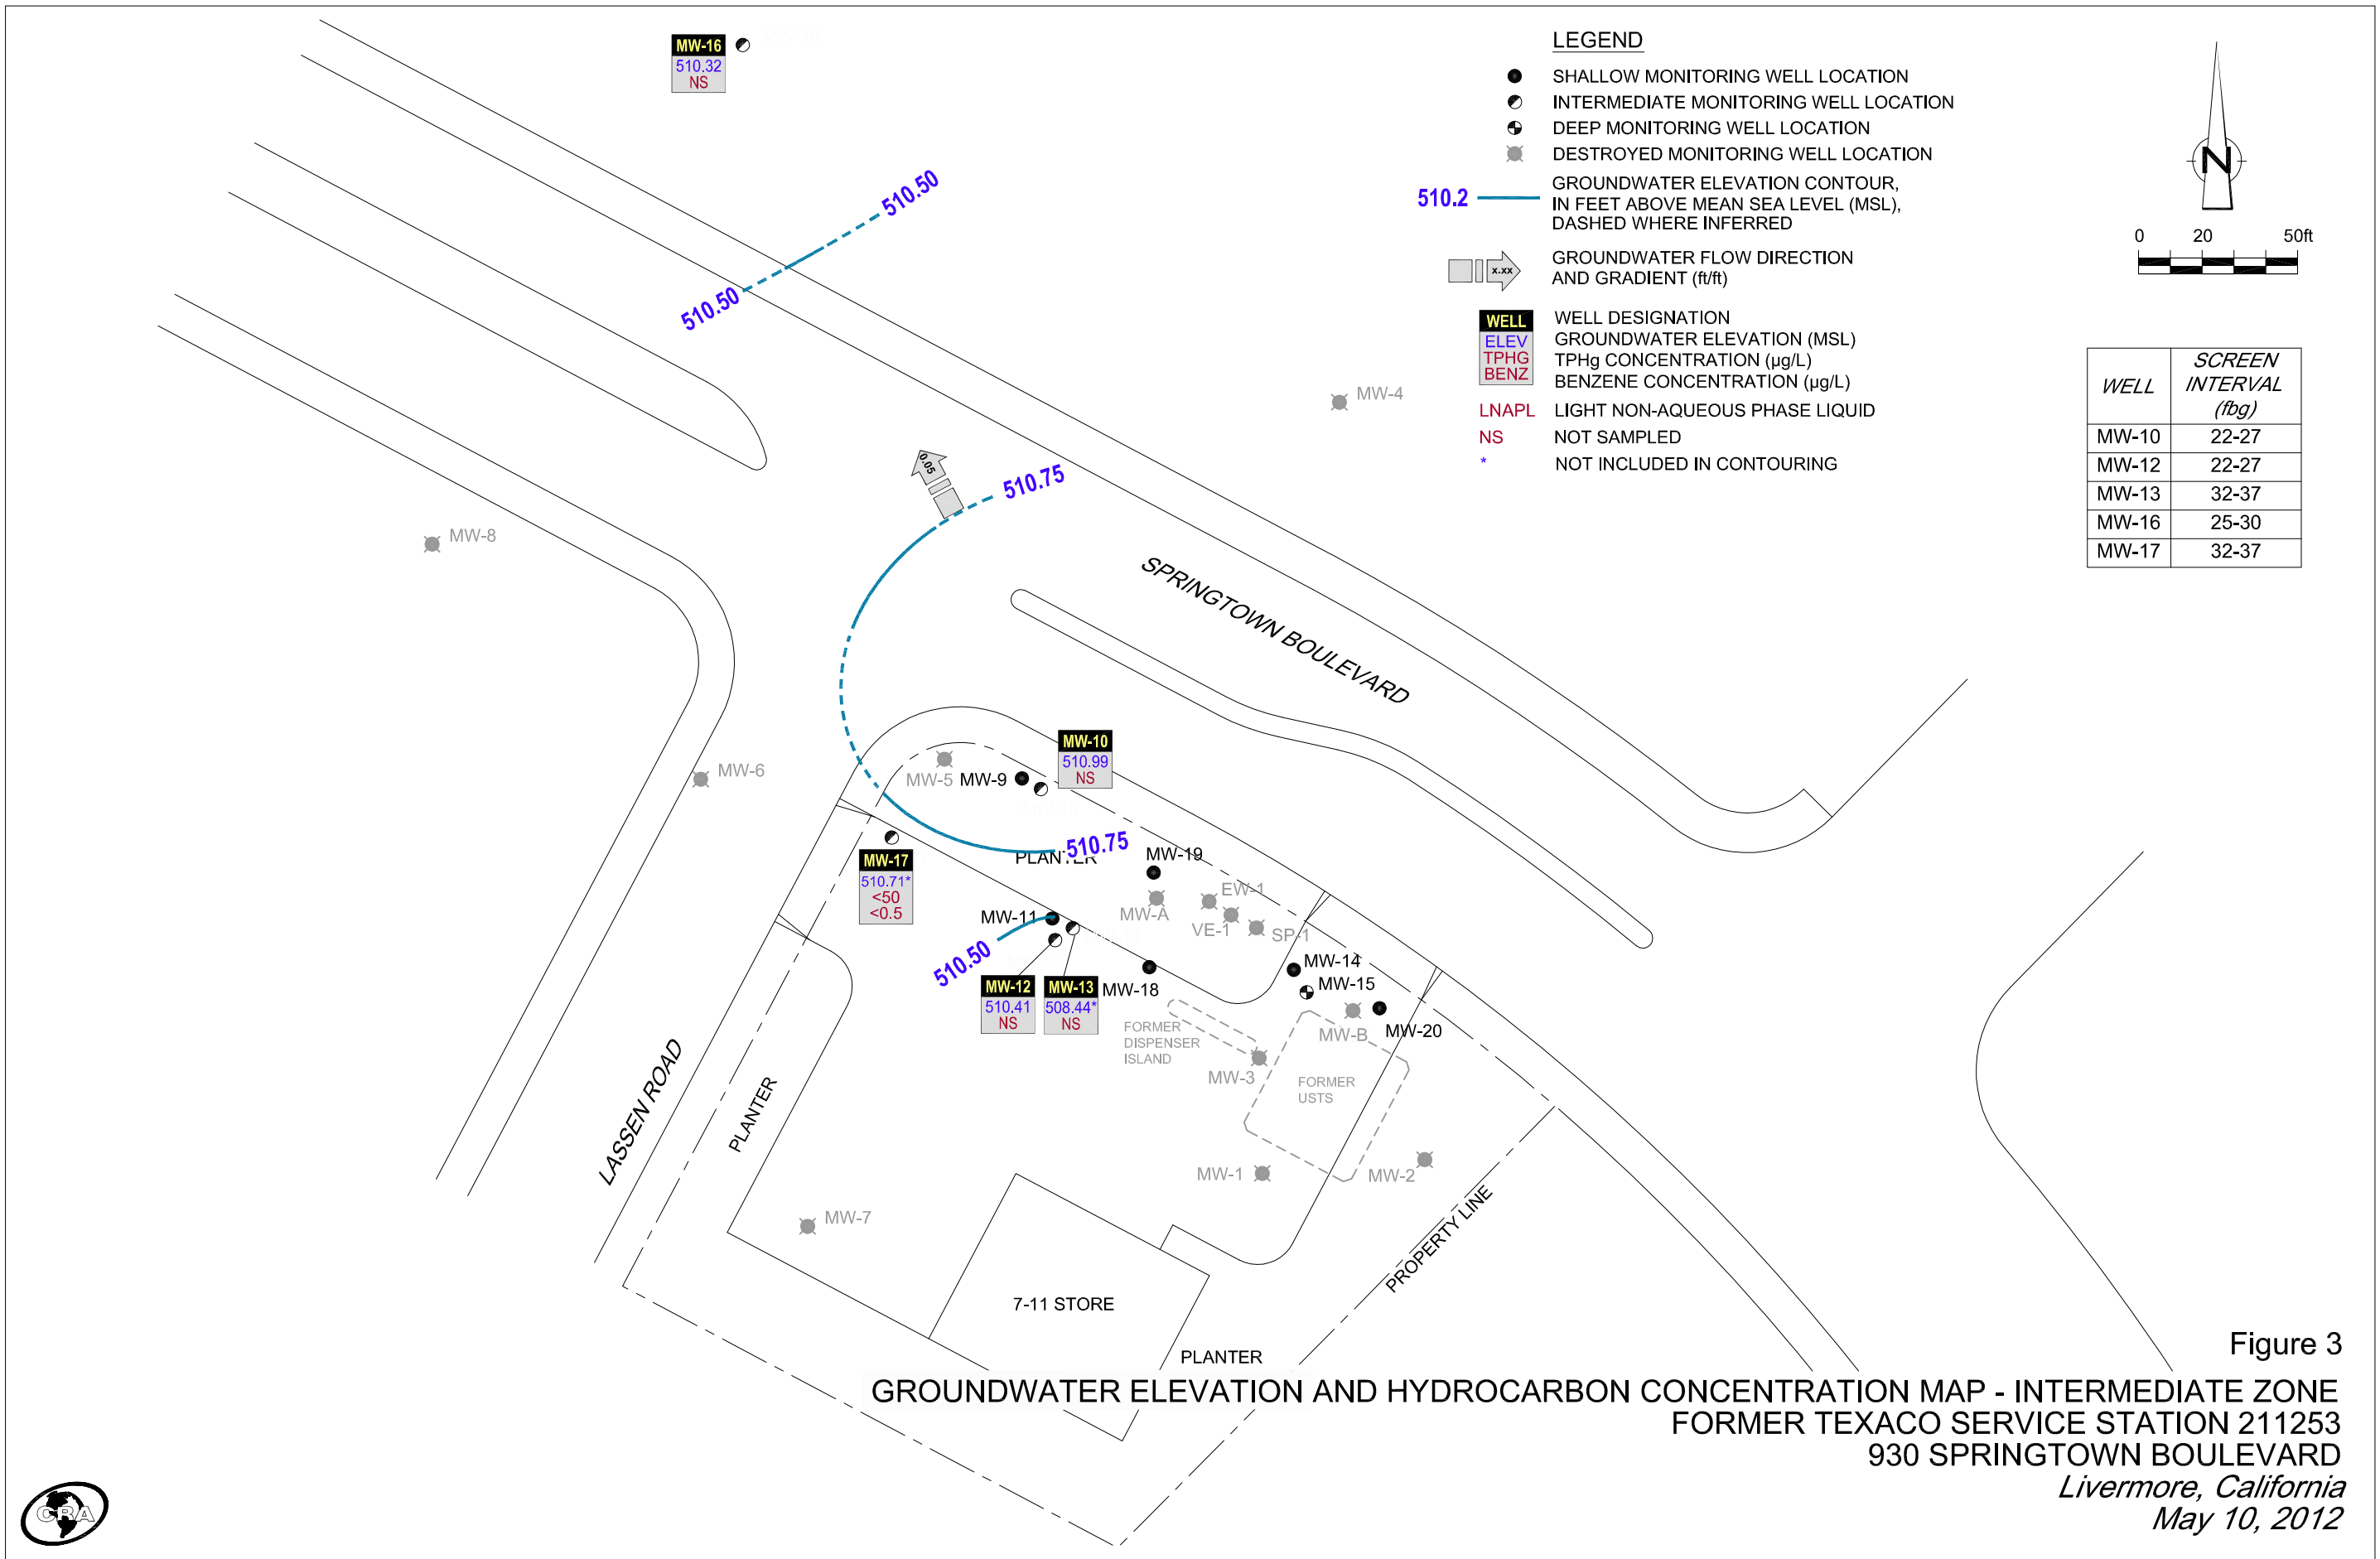 MW-16
510.32
NS
LEGEND
SHALLOW MONITORING WELL LOCATION
INTERMEDIATE MONITORING WELL LOCATION
DEEP MONITORING WELL LOCATION
DESTROYED MONITORING WELL LOCATION
510.2
GROUNDWATER ELEVATION CONTOUR,
IN FEET ABOVE MEAN SEA LEVEL (MSL),
DASHED WHERE INFERRED
x.xx
GROUNDWATER FLOW DIRECTION
AND GRADIENT (ft/ft)
WELL
ELEV
TPHG
BENZ
WELL DESIGNATION
GROUNDWATER ELEVATION (MSL)
TPHg CONCENTRATION (µg/L)
BENZENE CONCENTRATION (µg/L)
LNAPL LIGHT NON-AQUEOUS PHASE LIQUID
NS NOT SAMPLED
* NOT INCLUDED IN CONTOURING
N
0 20 50ft
WELL SCREEN INTERVAL (fbg)
MW-10 22-27
MW-12 22-27
MW-13 32-37
MW-16 25-30
MW-17 32-37
510.50
510.50
MW-4
0.05
510.75
MW-8
SPRINGTOWN BOULEVARD
MW-6
MW-5
MW-9
MW-10
510.99
NS
510.75
PLANTER
MW-19
MW-17
510.71*
<50
<0.5
MW-A
EW-1
VE-1
SP-1
MW-11
510.50
MW-12
510.41
NS
MW-13
508.44*
NS
MW-18
MW-14
MW-15
MW-B
MW-20
FORMER
DISPENSER
ISLAND
MW-3
FORMER
USTS
LASSEN ROAD
PLANTER
MW-1
MW-2
MW-7
PROPERTY LINE
7-11 STORE
PLANTER
Figure 3
GROUNDWATER ELEVATION AND HYDROCARBON CONCENTRATION MAP - INTERMEDIATE ZONE
FORMER TEXACO SERVICE STATION 211253
930 SPRINGTOWN BOULEVARD
Livermore, California
May 10, 2012
CRA